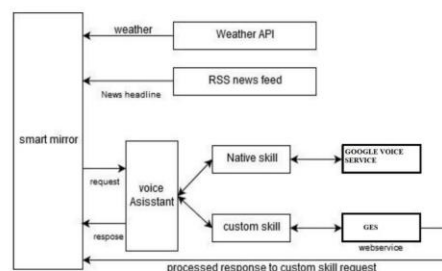 weather
Weather API
RSS news feed
News headline
smart mirror
request
voice
Asisstant
respose
Native skill
GOOGLE VOICE
SERVICE
custom skill
GES
webservice
processed response to custom skill request